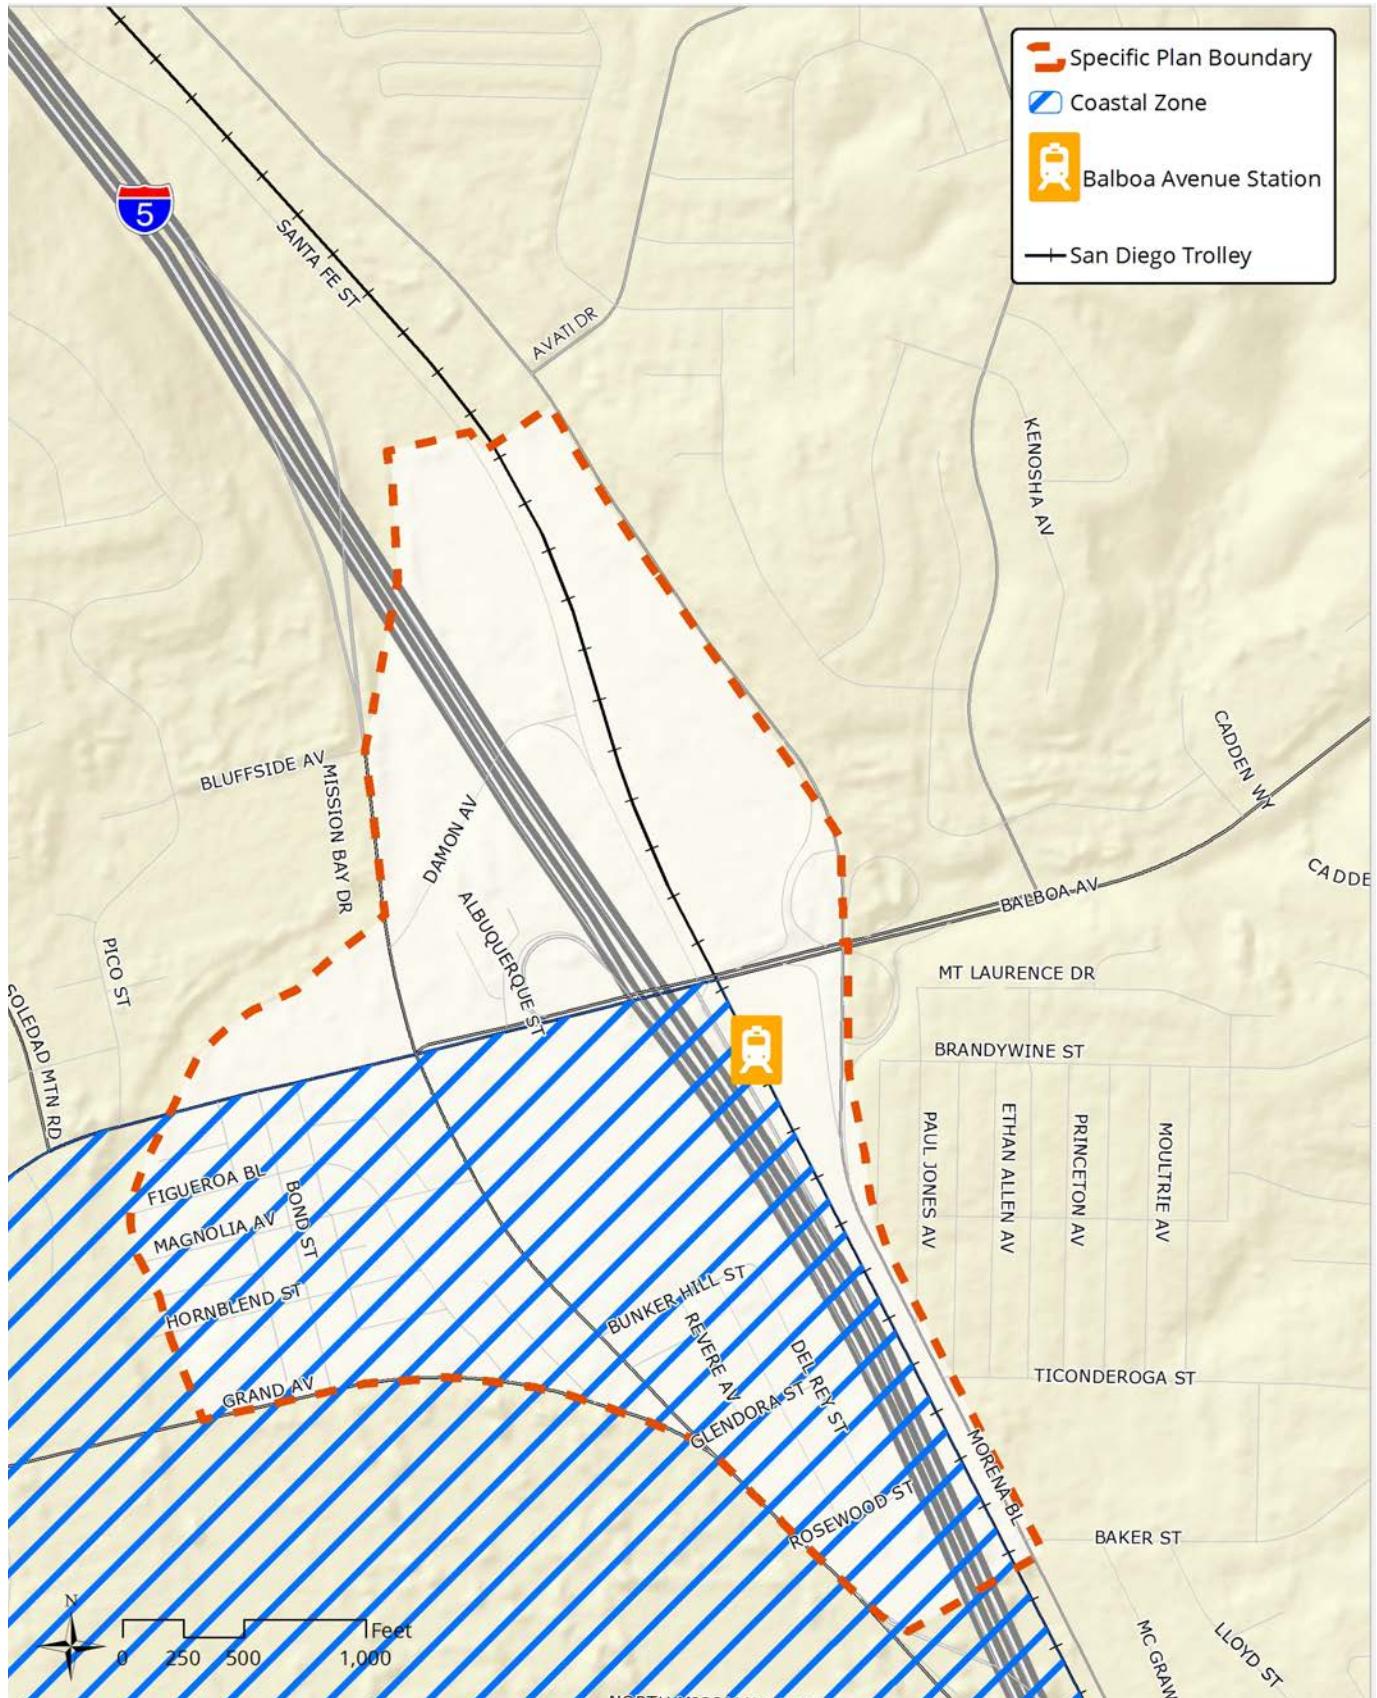 Specific Plan Boundary
Coastal Zone
Balboa Avenue Station
San Diego Trolley
5
SANTA FE ST
AVATI DR
KENOSHA AV
CADDEN WY
BLUFFSIDE AV
MISSION BAY DR
DAMON AV
CADDE
BALBOA AV
ALBUQUERQUE ST
PICO ST
SOLEDAD MTN RD
MT LAURENCE DR
BRANDYWINE ST
PAUL JONES AV
ETHAN ALLEN AV
PRINCETON AV
MOULTRIE AV
FIGUEROA BL
BOND ST
MAGNOLIA AV
HORNBLEND ST
BUNKER HILL ST
REVERE AV
DEL REY ST
GRAND AV
GLENDORA ST
TICONDEROGA ST
MORENA BL
ROSEWOOD ST
BAKER ST
MC GRAW
LLOYD ST
N
Feet
0 250 500 1,000